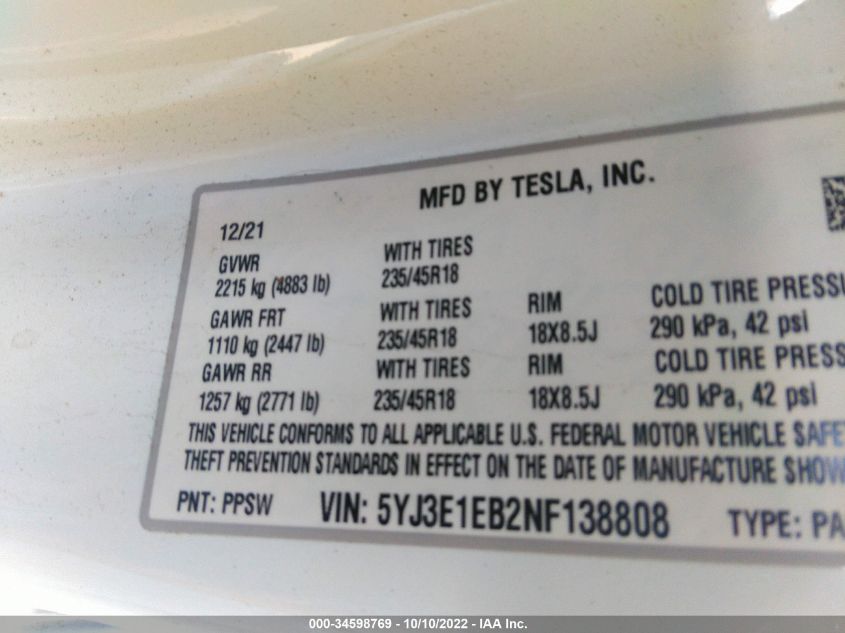 MFD BY TESLA, INC.
12/21
GVWR WITH TIRES
2215 kg (4883 lb) 235/45R18
GAWR FRT WITH TIRES RIM COLD TIRE PRESSU
1110 kg (2447 lb) 235/45R18 18X8.5J 290 kPa, 42 psi
GAWR RR WITH TIRES RIM COLD TIRE PRESS
1257 kg (2771 lb) 235/45R18 18X8.5J 290 kPa, 42 psi
THIS VEHICLE CONFORMS TO ALL APPLICABLE U.S. FEDERAL MOTOR VEHICLE SAFE
THEFT PREVENTION STANDARDS IN EFFECT ON THE DATE OF MANUFACTURE SHOW
PNT: PPSW VIN: 5YJ3E1EB2NF138808 TYPE: PA
000-34598769 - 10/10/2022 - IAA Inc.